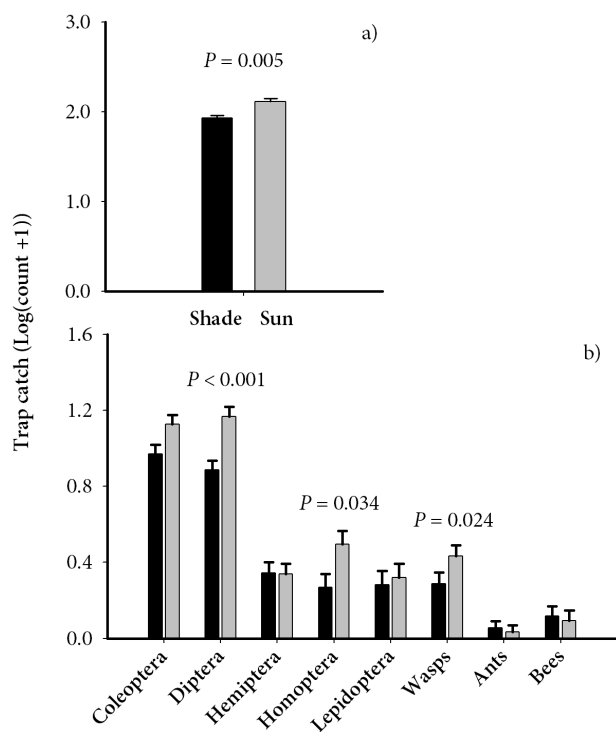 3.0
a)
P = 0.005
2.0
1.0
0.0
Shade Sun
Trap catch (Log(count +1))
1.6
b)
P < 0.001
1.2
0.8
P = 0.034
P = 0.024
0.4
0.0
Coleoptera
Diptera
Hemiptera
Homoptera
Lepidoptera
Wasps
Ants
Bees